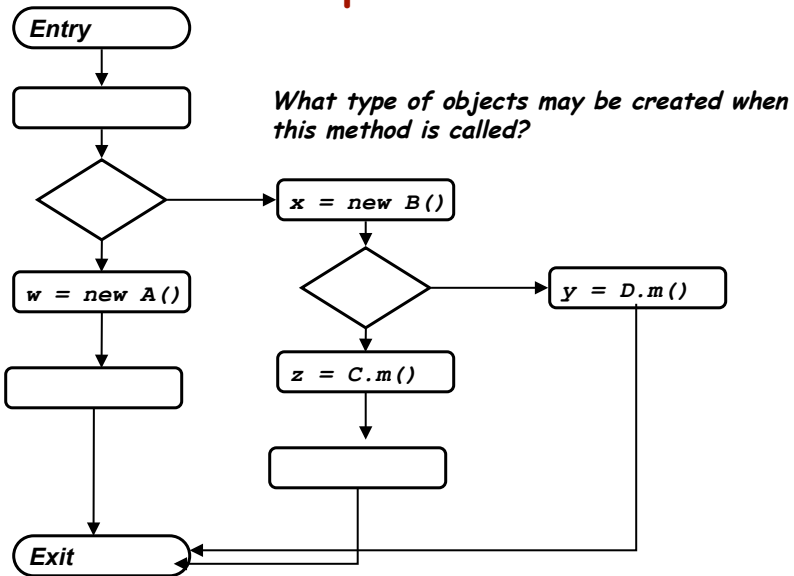 Entry
What type of objects may be created when
this method is called?
x = new B()
w = new A()
y = D.m()
z = C.m()
Exit